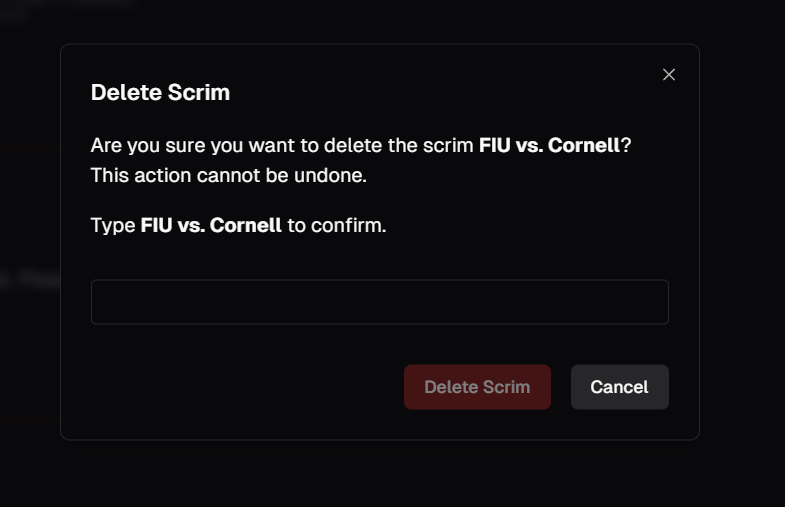 Delete Scrim
Are you sure you want to delete the scrim FIU vs. Cornell?
This action cannot be undone.
Type FIU vs. Cornell to confirm.
Delete Scrim
Cancel